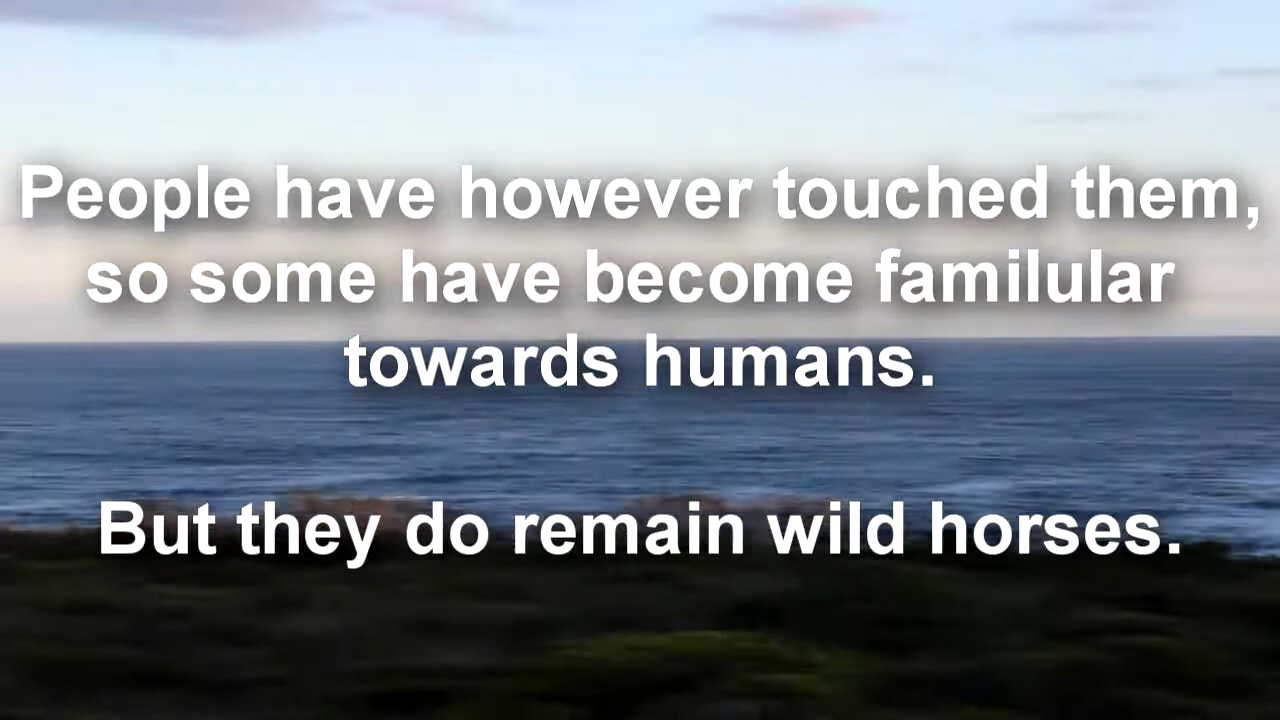 People have however touched them,
so some have become familular
towards humans.
But they do remain wild horses.